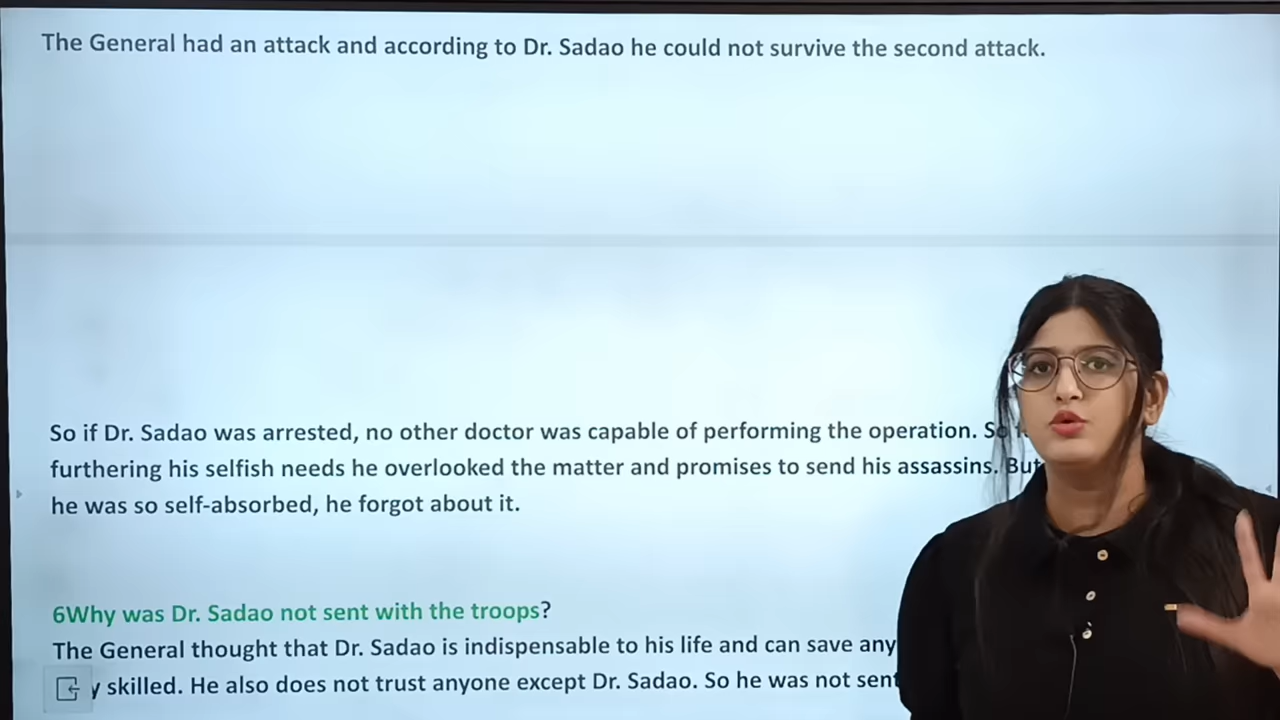 The General had an attack and according to Dr. Sadao he could not survive the second attack.
So if Dr. Sadao was arrested, no other doctor was capable of performing the operation.
furthering his selfish needs he overlooked the matter and promises to send his assassins. But
he was so self-absorbed, he forgot about it.
6Why was Dr. Sadao not sent with the troops?
The General thought that Dr. Sadao is indispensable to his life and can save any
skilled. He also does not trust anyone except Dr. Sadao. So he was not sent